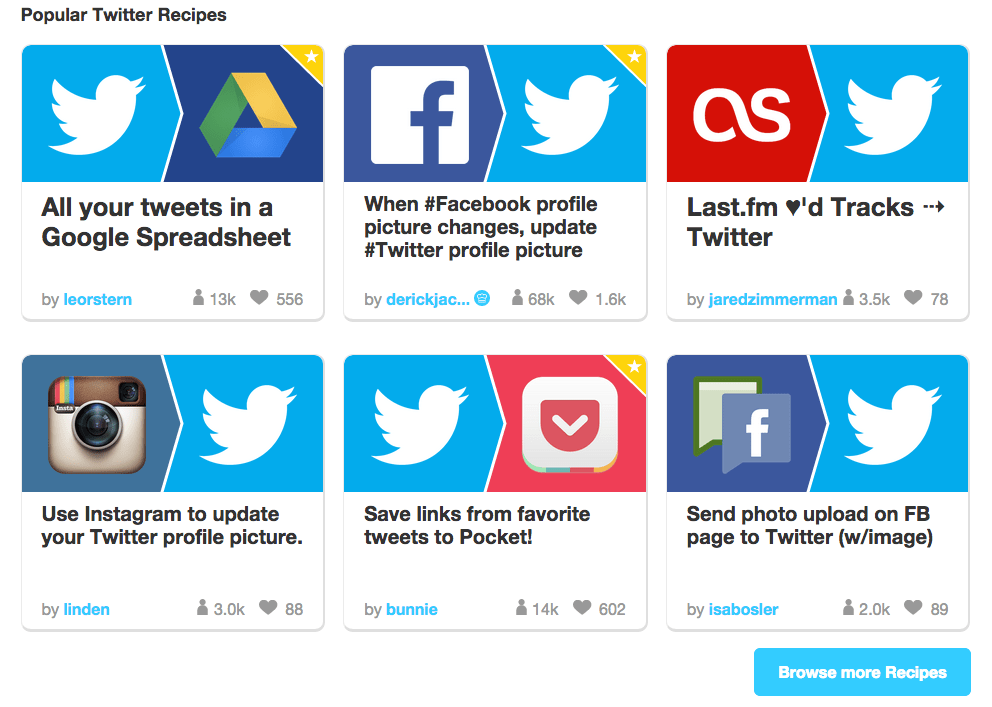 Popular Twitter Recipes
All your tweets in a
Google Spreadsheet
by leorstern 13k 556
When #Facebook profile
picture changes, update
#Twitter profile picture
by derickjac... 68k 1.6k
Last.fm ♥'d Tracks ⇢
Twitter
by jaredzimmerman 3.5k 78
Insta
Use Instagram to update
your Twitter profile picture.
by linden 3.0k 88
Save links from favorite
tweets to Pocket!
by bunnie 14k 602
Send photo upload on FB
page to Twitter (w/image)
by isabosler 2.0k 89
Browse more Recipes